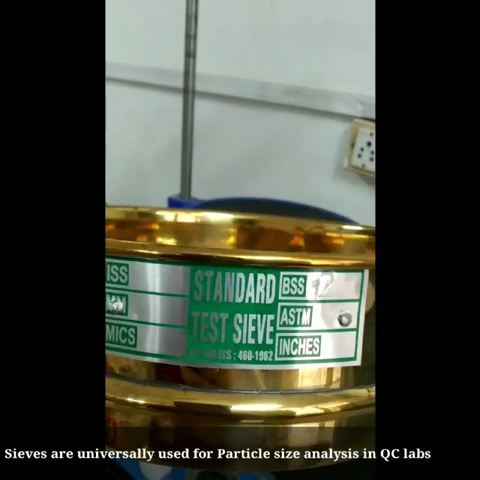 ISS
STANDARD
BSS
MM
TEST SIEVE
ASTM
MICS
ISS : 460-1962
INCHES
Sieves are universally used for Particle size analysis in QC labs